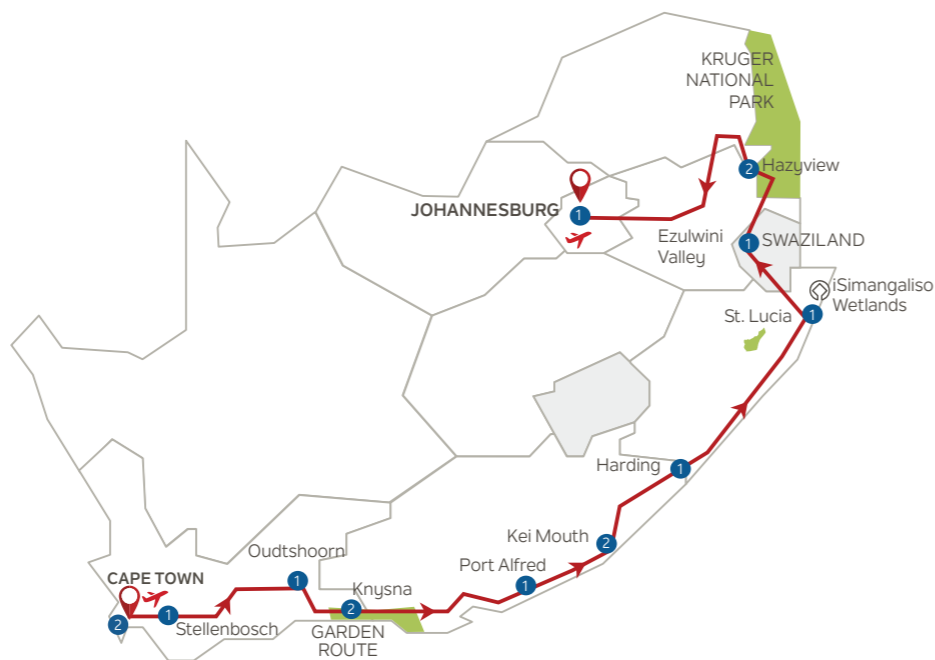 KRUGER
NATIONAL
PARK
2
Hazyview
JOHANNESBURG
1
Ezulwini
Valley
1
SWAZILAND
iSimangaliso
Wetlands
St. Lucia
1
Harding
1
Kei Mouth
2
Port Alfred
1
Oudtshoorn
1
Knysna
2
GARDEN
ROUTE
CAPE TOWN
2
1
Stellenbosch